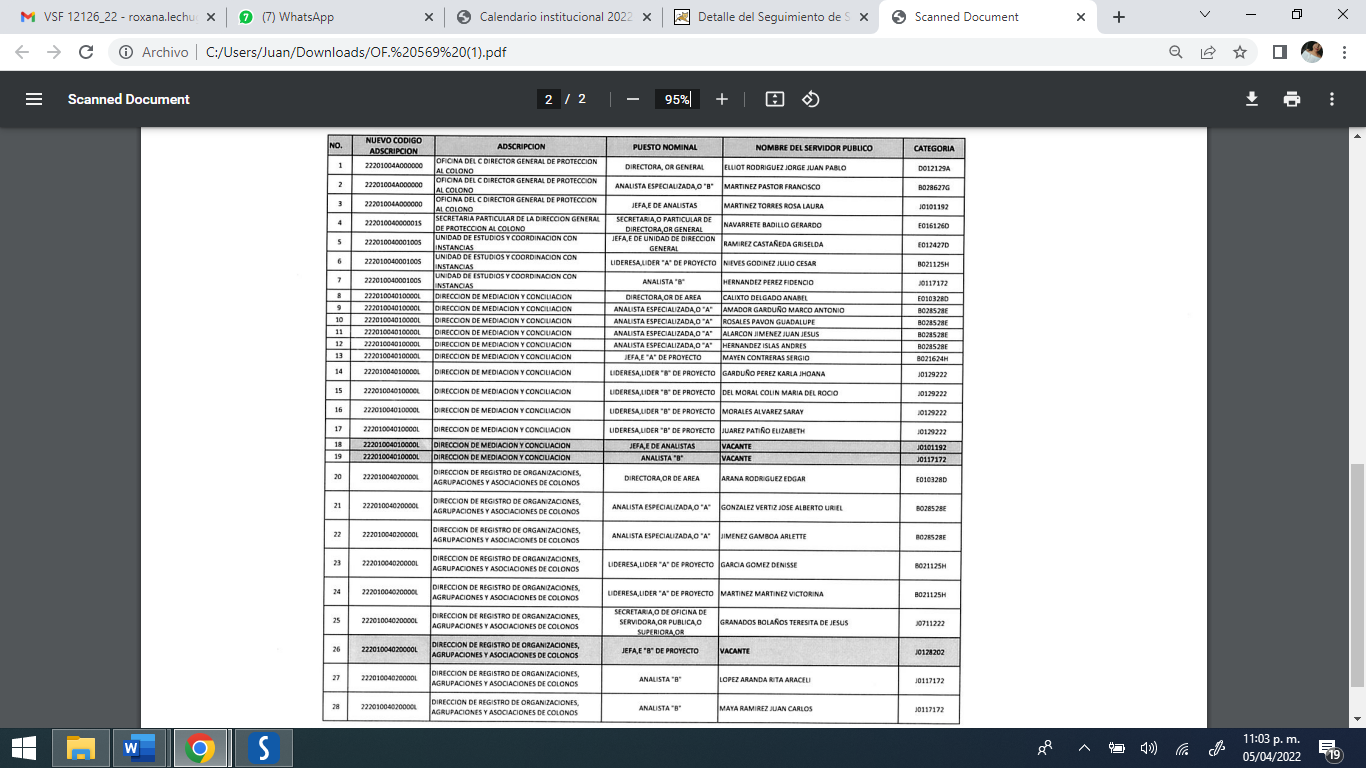 VSF 12126_22 - roxana.lechu
(7) WhatsApp
Calendario institucional 2022
Detalle del Seguimiento de S
Scanned Document
Archivo C:/Users/Juan/Downloads/OF.%20569%20(1).pdf
Scanned Document 2 / 2 95%
NO. NUEVO CODIGO ADSCRIPCION ADSCRIPCION PUESTO NOMINAL NOMBRE DEL SERVIDOR PUBLICO CATEGORIA
1 22201004A000000 OFICINA DEL C DIRECTOR GENERAL DE PROTECCION AL COLONO DIRECTORA, OR GENERAL ELLIOT RODRIGUEZ JORGE JUAN PABLO D012129A
2 22201004A000000 OFICINA DEL C DIRECTOR GENERAL DE PROTECCION AL COLONO ANALISTA ESPECIALIZADA,O "B" MARTINEZ PASTOR FRANCISCO B028627G
3 22201004A000000 OFICINA DEL C DIRECTOR GENERAL DE PROTECCION AL COLONO JEFA,E DE ANALISTAS MARTINEZ TORRES ROSA LAURA J0101192
4 22201004000001S SECRETARIA PARTICULAR DE LA DIRECCION GENERAL DE PROTECCION AL COLONO SECRETARIA,O PARTICULAR DE DIRECTORA,OR GENERAL NAVARRETE BADILLO GERARDO E016126D
5 22201004000100S UNIDAD DE ESTUDIOS Y COORDINACION CON INSTANCIAS JEFA,E DE UNIDAD DE DIRECCION GENERAL RAMIREZ CASTAÑEDA GRISELDA E012427D
6 22201004000100S UNIDAD DE ESTUDIOS Y COORDINACION CON INSTANCIAS LIDERESA,LIDER "A" DE PROYECTO NIEVES GODINEZ JULIO CESAR B021125H
7 22201004000100S UNIDAD DE ESTUDIOS Y COORDINACION CON INSTANCIAS ANALISTA "B" HERNANDEZ PEREZ FIDENCIO J0117172
8 22201004010000L DIRECCION DE MEDIACION Y CONCILIACION DIRECTORA,OR DE AREA CALIXTO DELGADO ANABEL E010328D
9 22201004010000L DIRECCION DE MEDIACION Y CONCILIACION ANALISTA ESPECIALIZADA,O "A" AMADOR GARDUÑO MARCO ANTONIO B028528E
10 22201004010000L DIRECCION DE MEDIACION Y CONCILIACION ANALISTA ESPECIALIZADA,O "A" ROSALES PAVON GUADALUPE B028528E
11 22201004010000L DIRECCION DE MEDIACION Y CONCILIACION ANALISTA ESPECIALIZADA,O "A" ALARCON JIMENEZ JUAN JESUS B028528E
12 22201004010000L DIRECCION DE MEDIACION Y CONCILIACION ANALISTA ESPECIALIZADA,O "A" HERNANDEZ ISLAS ANDRES B028528E
13 22201004010000L DIRECCION DE MEDIACION Y CONCILIACION JEFA,E "A" DE PROYECTO MAYEN CONTRERAS SERGIO B021624H
14 22201004010000L DIRECCION DE MEDIACION Y CONCILIACION LIDERESA,LIDER "B" DE PROYECTO GARDUÑO PEREZ KARLA JHOANA J0129222
15 22201004010000L DIRECCION DE MEDIACION Y CONCILIACION LIDERESA,LIDER "B" DE PROYECTO DEL MORAL COLIN MARIA DEL ROCIO J0129222
16 22201004010000L DIRECCION DE MEDIACION Y CONCILIACION LIDERESA,LIDER "B" DE PROYECTO MORALES ALVAREZ SARAY J0129222
17 22201004010000L DIRECCION DE MEDIACION Y CONCILIACION LIDERESA,LIDER "B" DE PROYECTO JUAREZ PATIÑO ELIZABETH J0129222
18 22201004010000L DIRECCION DE MEDIACION Y CONCILIACION JEFA,E DE ANALISTAS VACANTE J0101192
19 22201004010000L DIRECCION DE MEDIACION Y CONCILIACION ANALISTA "B" VACANTE J0117172
20 22201004020000L DIRECCION DE REGISTRO DE ORGANIZACIONES, AGRUPACIONES Y ASOCIACIONES DE COLONOS DIRECTORA,OR DE AREA ARANA RODRIGUEZ EDGAR E010328D
21 22201004020000L DIRECCION DE REGISTRO DE ORGANIZACIONES, AGRUPACIONES Y ASOCIACIONES DE COLONOS ANALISTA ESPECIALIZADA,O "A" GONZALEZ VERTIZ JOSE ALBERTO URIEL B028528E
22 22201004020000L DIRECCION DE REGISTRO DE ORGANIZACIONES, AGRUPACIONES Y ASOCIACIONES DE COLONOS ANALISTA ESPECIALIZADA,O "A" JIMENEZ GAMBOA ARLETTE B028528E
23 22201004020000L DIRECCION DE REGISTRO DE ORGANIZACIONES, AGRUPACIONES Y ASOCIACIONES DE COLONOS LIDERESA,LIDER "A" DE PROYECTO GARCIA GOMEZ DENISSE B021125H
24 22201004020000L DIRECCION DE REGISTRO DE ORGANIZACIONES, AGRUPACIONES Y ASOCIACIONES DE COLONOS LIDERESA,LIDER "A" DE PROYECTO MARTINEZ MARTINEZ VICTORINA B021125H
25 22201004020000L DIRECCION DE REGISTRO DE ORGANIZACIONES, AGRUPACIONES Y ASOCIACIONES DE COLONOS SECRETARIA,O DE OFICINA DE SERVIDORA,OR PUBLICA,O SUPERIORA,OR GRANADOS BOLAÑOS TERESITA DE JESUS J0711222
26 22201004020000L DIRECCION DE REGISTRO DE ORGANIZACIONES, AGRUPACIONES Y ASOCIACIONES DE COLONOS JEFA,E "B" DE PROYECTO VACANTE J0128202
27 22201004020000L DIRECCION DE REGISTRO DE ORGANIZACIONES, AGRUPACIONES Y ASOCIACIONES DE COLONOS ANALISTA "B" LOPEZ ARANDA RITA ARACELI J0117172
28 22201004020000L DIRECCION DE REGISTRO DE ORGANIZACIONES, AGRUPACIONES Y ASOCIACIONES DE COLONOS ANALISTA "B" MAYA RAMIREZ JUAN CARLOS J0117172
11:03 p. m.
05/04/2022
19